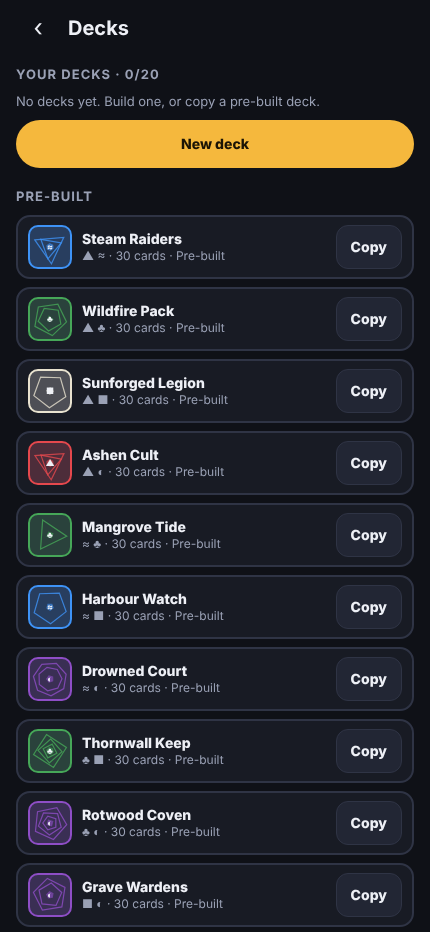 ‹ Decks
YOUR DECKS · 0/20
No decks yet. Build one, or copy a pre-built deck.
New deck
PRE-BUILT
Steam Raiders
▲ ≈ · 30 cards · Pre-built
Copy
Wildfire Pack
▲ ♣ · 30 cards · Pre-built
Copy
Sunforged Legion
▲ ■ · 30 cards · Pre-built
Copy
Ashen Cult
▲ ◖ · 30 cards · Pre-built
Copy
Mangrove Tide
≈ ♣ · 30 cards · Pre-built
Copy
Harbour Watch
≈ ■ · 30 cards · Pre-built
Copy
Drowned Court
≈ ◖ · 30 cards · Pre-built
Copy
Thornwall Keep
♣ ■ · 30 cards · Pre-built
Copy
Rotwood Coven
♣ ◖ · 30 cards · Pre-built
Copy
Grave Wardens
■ ◖ · 30 cards · Pre-built
Copy